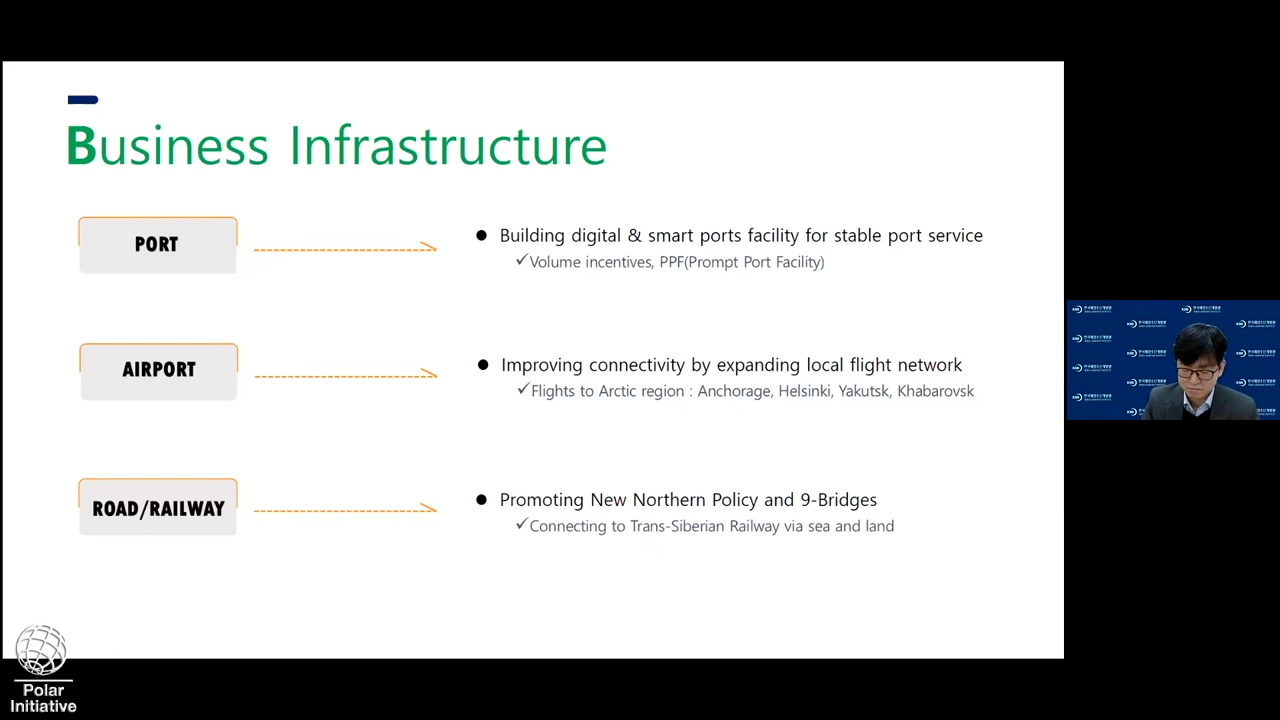 Business Infrastructure
PORT
● Building digital & smart ports facility for stable port service
✓Volume incentives, PPF(Prompt Port Facility)
AIRPORT
● Improving connectivity by expanding local flight network
✓Flights to Arctic region : Anchorage, Helsinki, Yakutsk, Khabarovsk
ROAD/RAILWAY
● Promoting New Northern Policy and 9-Bridges
✓Connecting to Trans-Siberian Railway via sea and land
Polar
Initiative